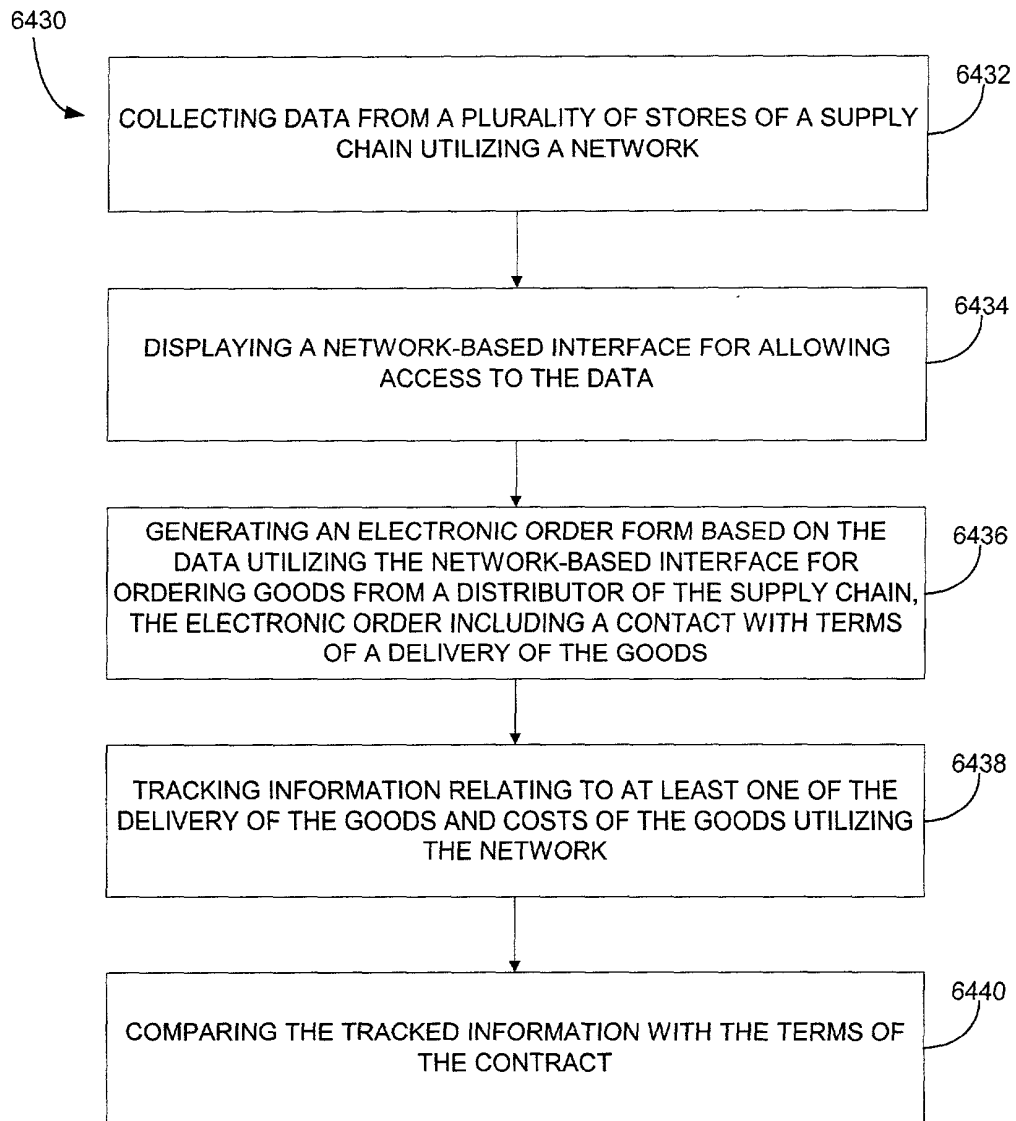 6430
6432
COLLECTING DATA FROM A PLURALITY OF STORES OF A SUPPLY
CHAIN UTILIZING A NETWORK
6434
DISPLAYING A NETWORK-BASED INTERFACE FOR ALLOWING
ACCESS TO THE DATA
6436
GENERATING AN ELECTRONIC ORDER FORM BASED ON THE
DATA UTILIZING THE NETWORK-BASED INTERFACE FOR
ORDERING GOODS FROM A DISTRIBUTOR OF THE SUPPLY CHAIN,
THE ELECTRONIC ORDER INCLUDING A CONTACT WITH TERMS
OF A DELIVERY OF THE GOODS
6438
TRACKING INFORMATION RELATING TO AT LEAST ONE OF THE
DELIVERY OF THE GOODS AND COSTS OF THE GOODS UTILIZING
THE NETWORK
6440
COMPARING THE TRACKED INFORMATION WITH THE TERMS OF
THE CONTRACT